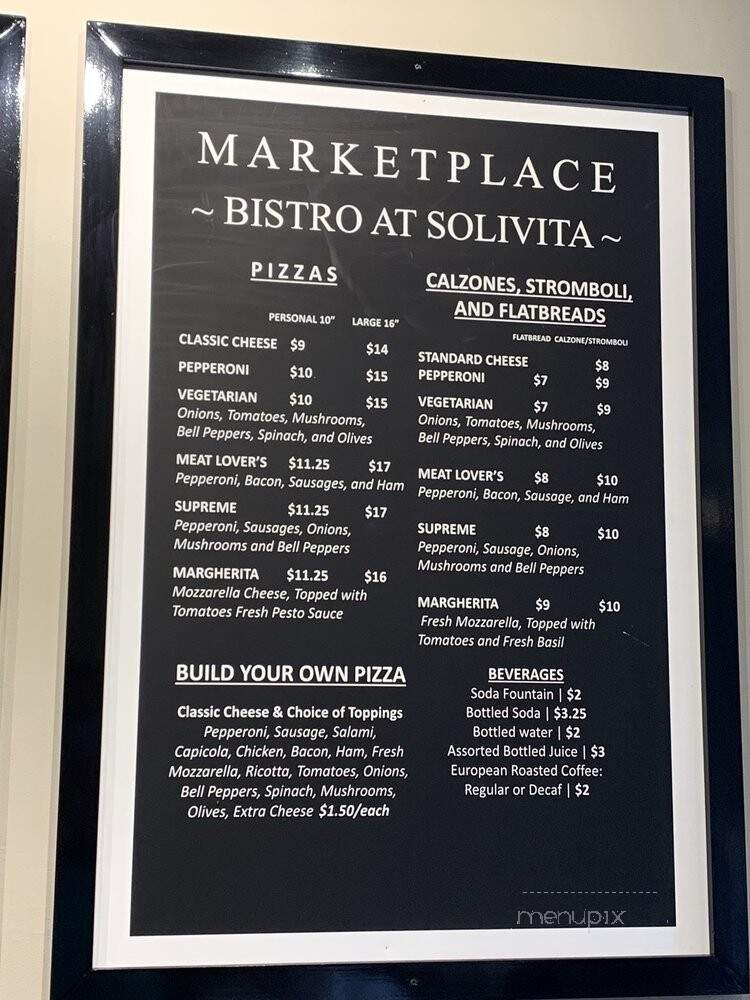 MARKETPLACE
~ BISTRO AT SOLIVITA ~
PIZZAS
PERSONAL 10" LARGE 16"
CLASSIC CHEESE $9 $14
PEPPERONI $10 $15
VEGETARIAN $10 $15
Onions, Tomatoes, Mushrooms,
Bell Peppers, Spinach, and Olives
MEAT LOVER'S $11.25 $17
Pepperoni, Bacon, Sausages, and Ham
SUPREME $11.25 $17
Pepperoni, Sausages, Onions,
Mushrooms and Bell Peppers
MARGHERITA $11.25 $16
Mozzarella Cheese, Topped with
Tomatoes Fresh Pesto Sauce
CALZONES, STROMBOLI,
AND FLATBREADS
FLATBREAD CALZONE/STROMBOLI
STANDARD CHEESE $8
PEPPERONI $7 $9
VEGETARIAN $7 $9
Onions, Tomatoes, Mushrooms,
Bell Peppers, Spinach, and Olives
MEAT LOVER'S $8 $10
Pepperoni, Bacon, Sausage, and Ham
SUPREME $8 $10
Pepperoni, Sausage, Onions,
Mushrooms and Bell Peppers
MARGHERITA $9 $10
Fresh Mozzarella, Topped with
Tomatoes and Fresh Basil
BUILD YOUR OWN PIZZA
Classic Cheese & Choice of Toppings
Pepperoni, Sausage, Salami,
Capicola, Chicken, Bacon, Ham, Fresh
Mozzarella, Ricotta, Tomatoes, Onions,
Bell Peppers, Spinach, Mushrooms,
Olives, Extra Cheese $1.50/each
BEVERAGES
Soda Fountain | $2
Bottled Soda | $3.25
Bottled water | $2
Assorted Bottled Juice | $3
European Roasted Coffee:
Regular or Decaf | $2
menupix